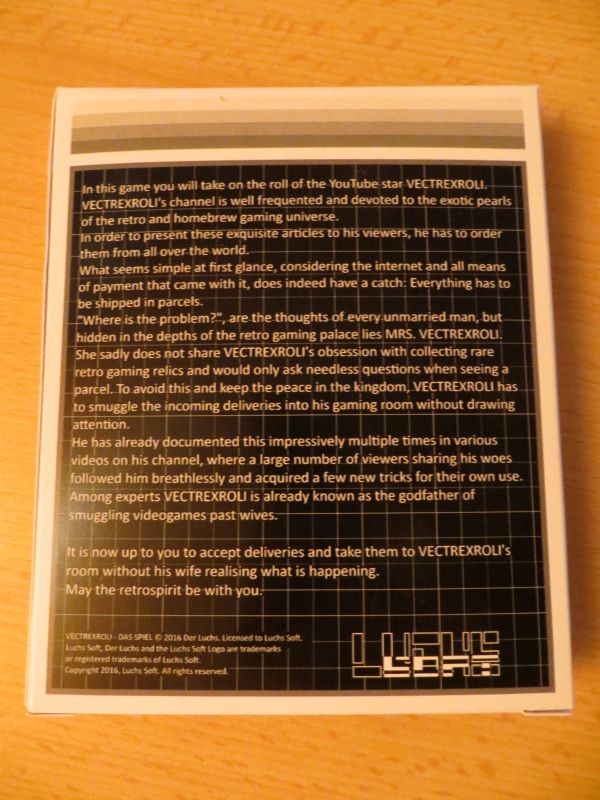 In this game you will take on the roll of the YouTube star VECTREXROLI.
VECTREXROLI's channel is well frequented and devoted to the exotic pearls
of the retro and homebrew gaming universe.
In order to present these exquisite articles to his viewers, he has to order
them from all over the world.
What seems simple at first glance, considering the internet and all means
of payment that came with it, does indeed have a catch: Everything has to
be shipped in parcels.
"Where is the problem?", are the thoughts of every unmarried man, but
hidden in the depths of the retro gaming palace lies MRS. VECTREXROLI.
She sadly does not share VECTREXROLI's obsession with collecting rare
retro gaming relics and would only ask needless questions when seeing a
parcel. To avoid this and keep the peace in the kingdom, VECTREXROLI has
to smuggle the incoming deliveries into his gaming room without drawing
attention.
He has already documented this impressively multiple times in various
videos on his channel, where a large number of viewers sharing his woes
followed him breathlessly and acquired a few new tricks for their own use.
Among experts VECTREXROLI is already known as the godfather of
smuggling videogames past wives.
It is now up to you to accept deliveries and take them to VECTREXROLI's
room without his wife realising what is happening.
May the retrospirit be with you.
VECTREXROLI - DAS SPIEL © 2016 Der Luchs. Licensed to Luchs Soft.
Luchs Soft, Der Luchs and the Luchs Soft Logo are trademarks
or registered trademarks of Luchs Soft.
Copyright 2016, Luchs Soft. All rights reserved.
LUCHS
SOFT